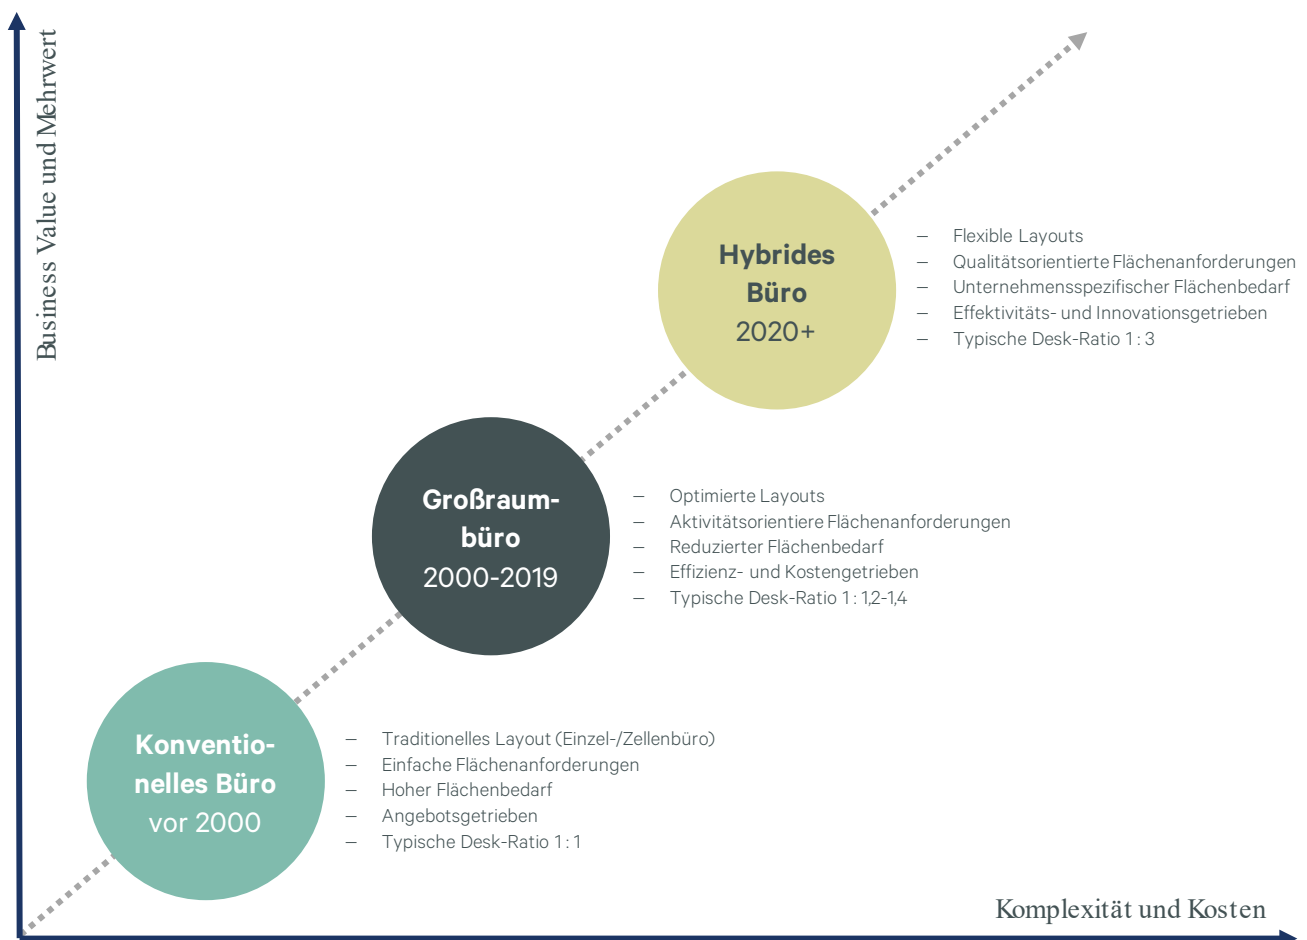 Business Value und Mehrwert
Hybrides
Büro
2020+
– Flexible Layouts
– Qualitätsorientierte Flächenanforderungen
– Unternehmensspezifischer Flächenbedarf
– Effektivitäts- und Innovationsgetrieben
– Typische Desk-Ratio 1 : 3
Großraum-
büro
2000-2019
– Optimierte Layouts
– Aktivitätsorientiere Flächenanforderungen
– Reduzierter Flächenbedarf
– Effizienz- und Kostengetrieben
– Typische Desk-Ratio 1 : 1,2-1,4
Konventio-
nelles Büro
vor 2000
– Traditionelles Layout (Einzel-/Zellenbüro)
– Einfache Flächenanforderungen
– Hoher Flächenbedarf
– Angebotsgetrieben
– Typische Desk-Ratio 1 : 1
Komplexität und Kosten